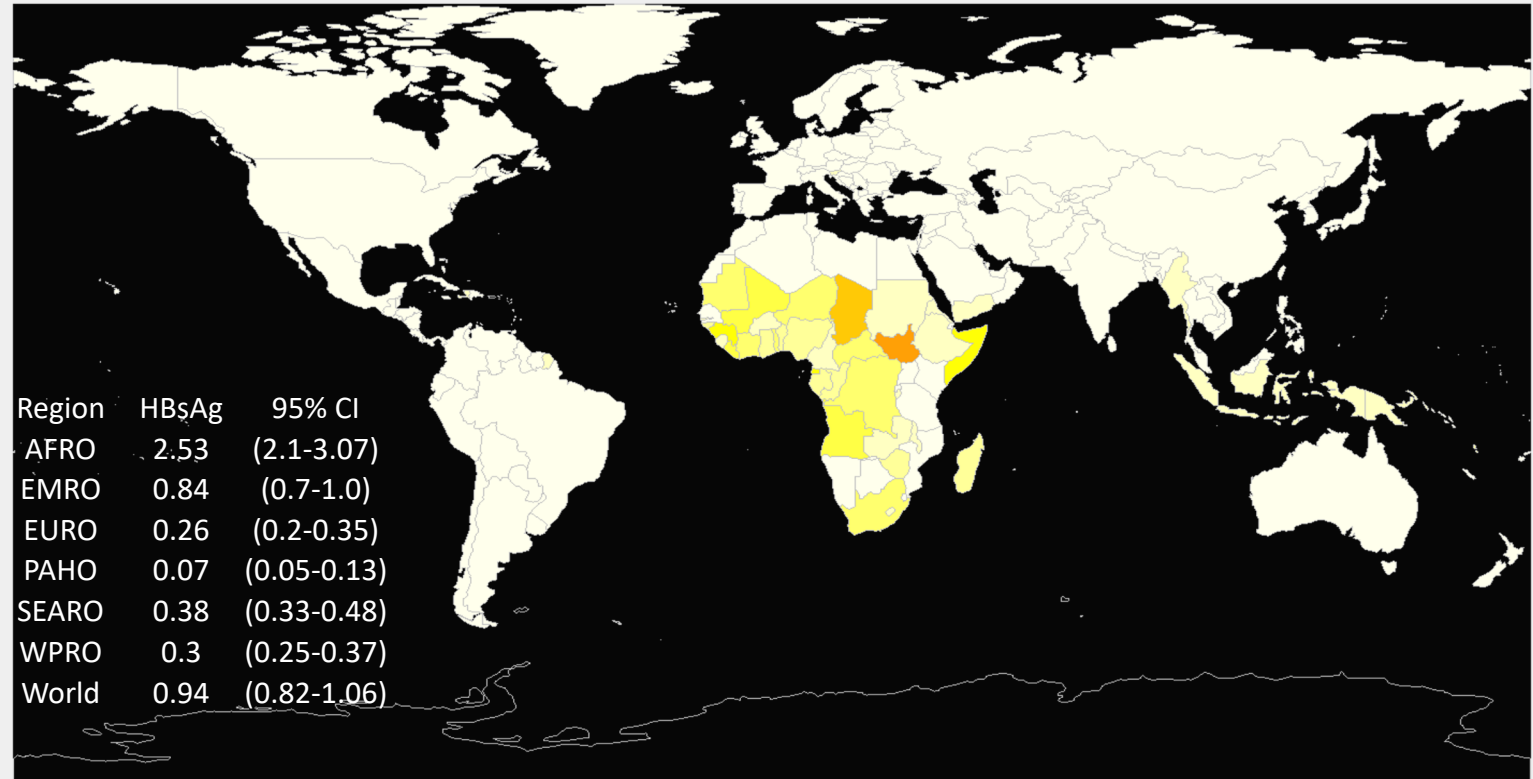 Region HBsAg 95% CI
AFRO 2.53 (2.1-3.07)
EMRO 0.84 (0.7-1.0)
EURO 0.26 (0.2-0.35)
PAHO 0.07 (0.05-0.13)
SEARO 0.38 (0.33-0.48)
WPRO 0.3 (0.25-0.37)
World 0.94 (0.82-1.06)